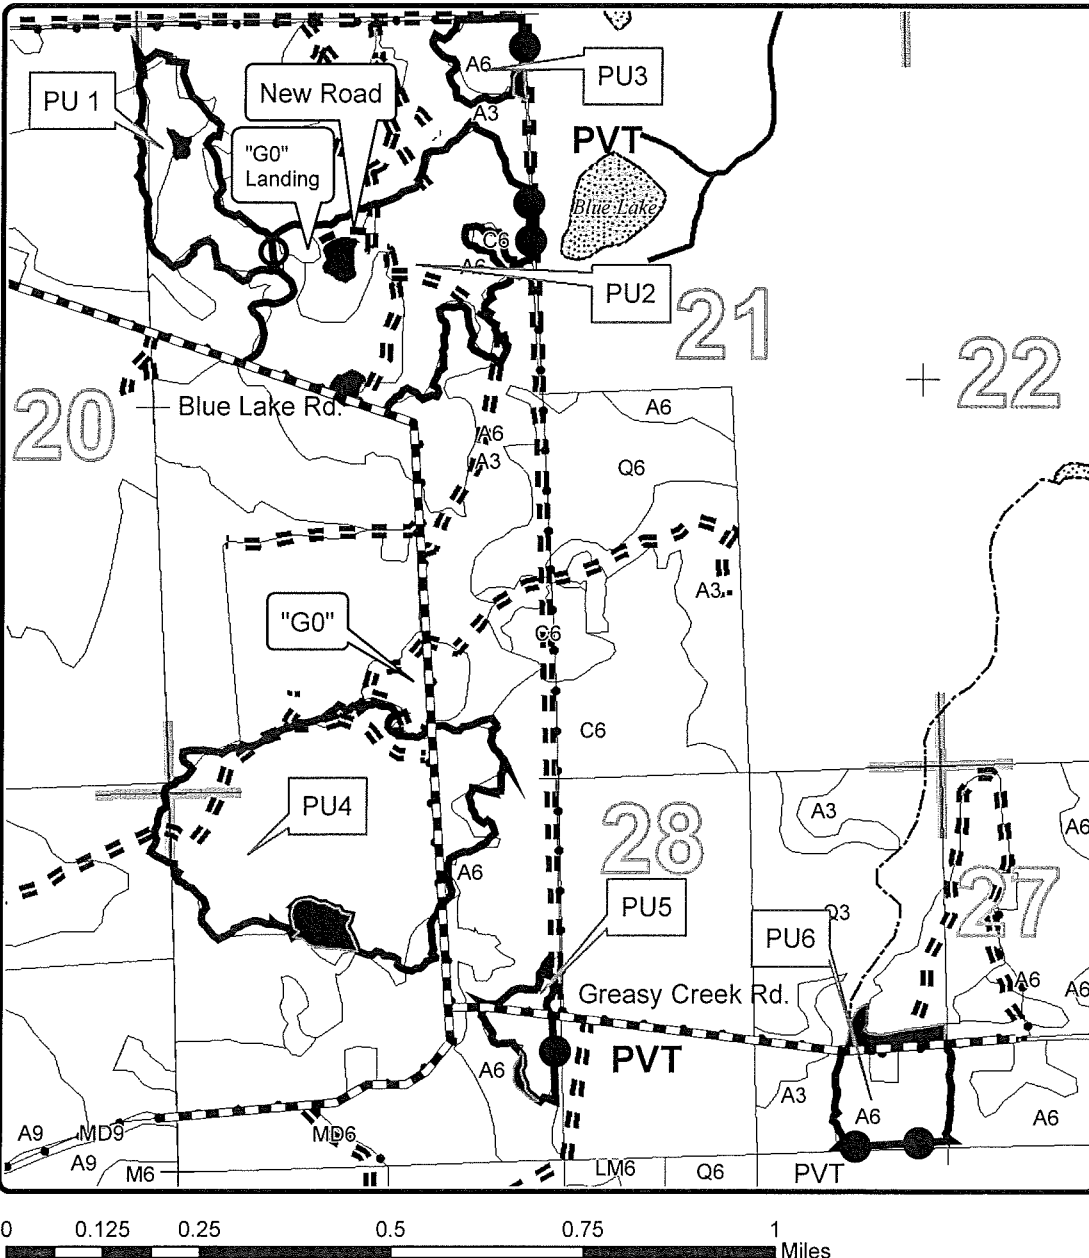 A6
PU3
PU 1
New Road
A3
PVT
"G0"
Landing
Blue Lake
C6
A6
PU2
21
22
20
Blue Lake Rd.
A6
A6
A3
Q6
A3
"G0"
C6
C6
PU4
A3
28
A6
A6
27
PU5
Q3
PU6
A6
A6
Greasy Creek Rd.
PVT
A6
A3
A6
A6
A9
MD9
MD6
A9
M6
LM6
Q6
PVT
0 0.125 0.25 0.5 0.75 1
Miles